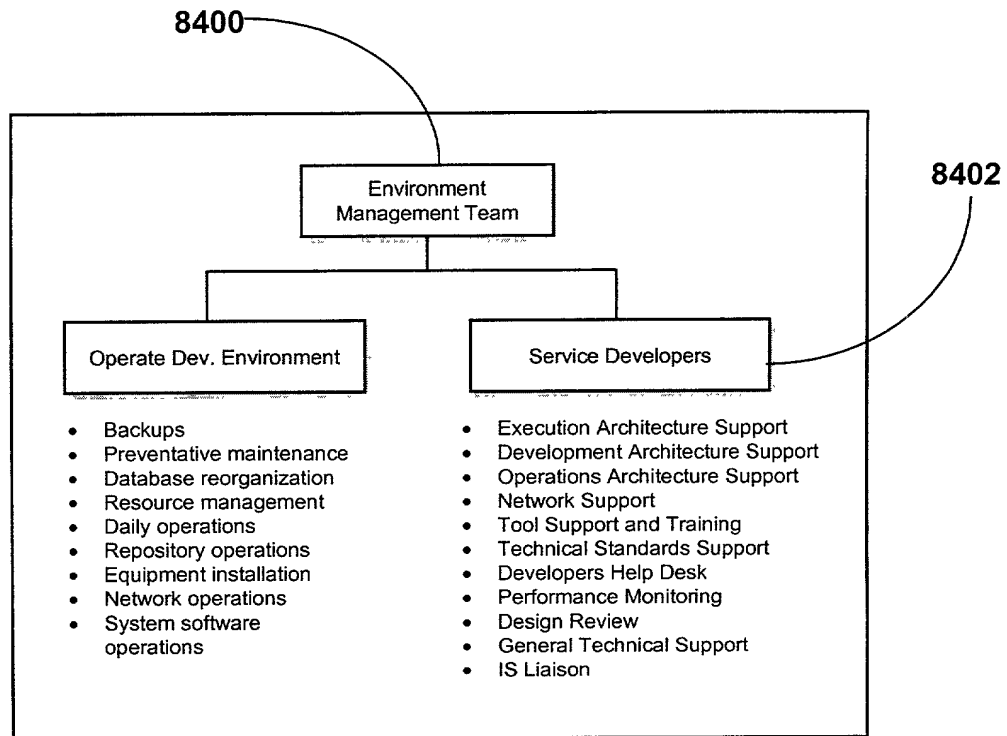 8400
8402
Environment
Management Team
Operate Dev. Environment
Service Developers
• Backups
• Preventative maintenance
• Database reorganization
• Resource management
• Daily operations
• Repository operations
• Equipment installation
• Network operations
• System software
operations
• Execution Architecture Support
• Development Architecture Support
• Operations Architecture Support
• Network Support
• Tool Support and Training
• Technical Standards Support
• Developers Help Desk
• Performance Monitoring
• Design Review
• General Technical Support
• IS Liaison